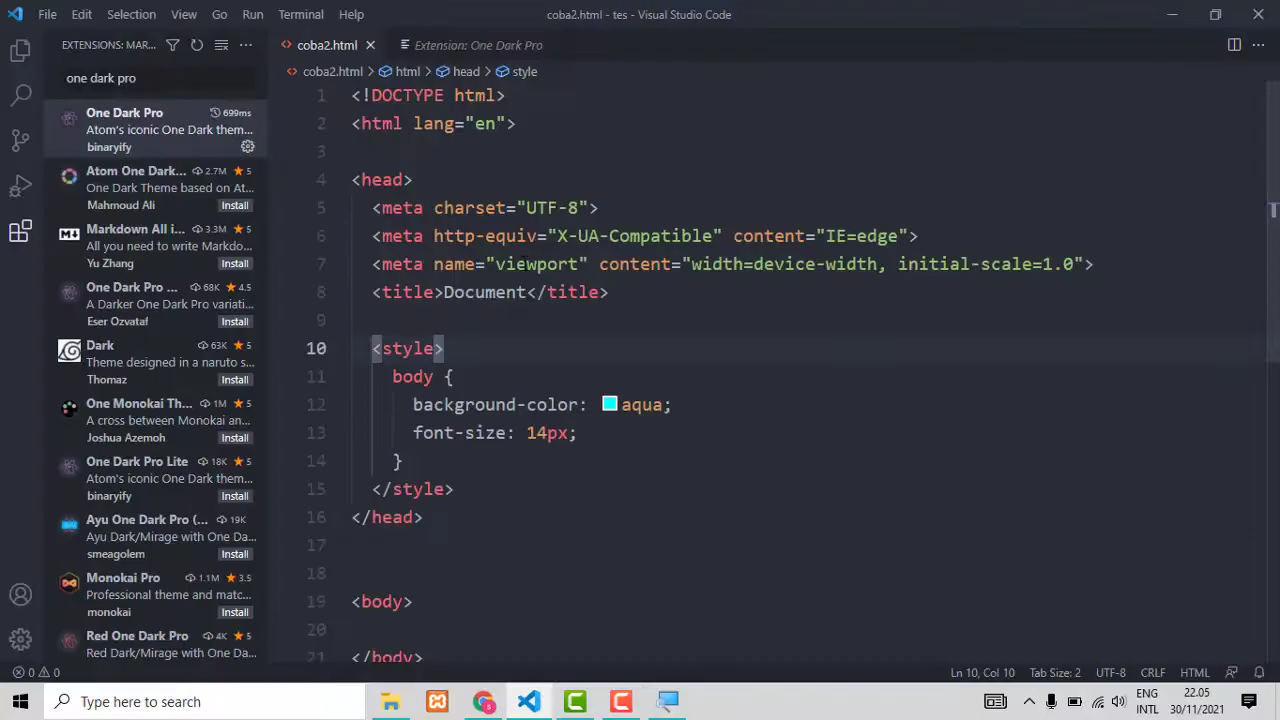 File Edit Selection View Go Run Terminal Help
coba2.html - tes - Visual Studio Code
EXTENSIONS: MAR...
one dark pro
One Dark Pro 699ms
Atom's iconic One Dark them...
binaryify
Atom One Dark... 2.7M 5
One Dark Theme based on At...
Mahmoud Ali Install
Markdown All i... 3.3M 5
All you need to write Markdo...
Yu Zhang Install
One Dark Pro ... 68K 4.5
A Darker One Dark Pro variati...
Eser Ozvataf Install
Dark 63K 5
Theme designed in a naruto s...
Thomaz Install
One Monokai Th... 1M 5
A cross between Monokai an...
Joshua Azemoh Install
One Dark Pro Lite 18K 5
Atom's iconic One Dark them...
binaryify Install
Ayu One Dark Pro (... 19K
Ayu Dark/Mirage with One D...
smeagolem Install
Monokai Pro 1.1M 3.5
Professional theme and matc...
monokai Install
Red One Dark Pro 4K 5
Red Dark/Mirage with One Da...
coba2.html Extension: One Dark Pro
coba2.html > html > head > style
1 <!DOCTYPE html>
2 <html lang="en">
3
4 <head>
5 <meta charset="UTF-8">
6 <meta http-equiv="X-UA-Compatible" content="IE=edge">
7 <meta name="viewport" content="width=device-width, initial-scale=1.0">
8 <title>Document</title>
9
10 <style>
11 body {
12 background-color: aqua;
13 font-size: 14px;
14 }
15 </style>
16 </head>
17
18
19 <body>
20
21 </body>
0 0
Ln 10, Col 10 Tab Size: 2 UTF-8 CRLF HTML
Type here to search
ENG
INTL
22.05
30/11/2021